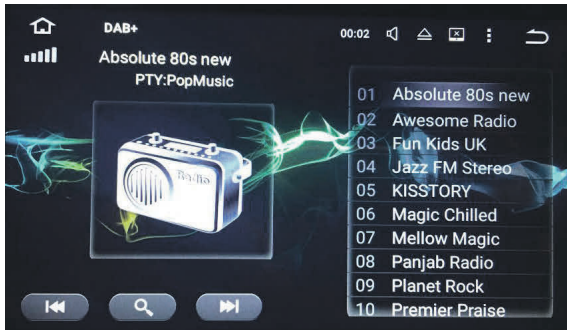 DAB+
00:02
Absolute 80s new
PTY:PopMusic
Radio
01 Absolute 80s new
02 Awesome Radio
03 Fun Kids UK
04 Jazz FM Stereo
05 KISSTORY
06 Magic Chilled
07 Mellow Magic
08 Panjab Radio
09 Planet Rock
10 Premier Praise